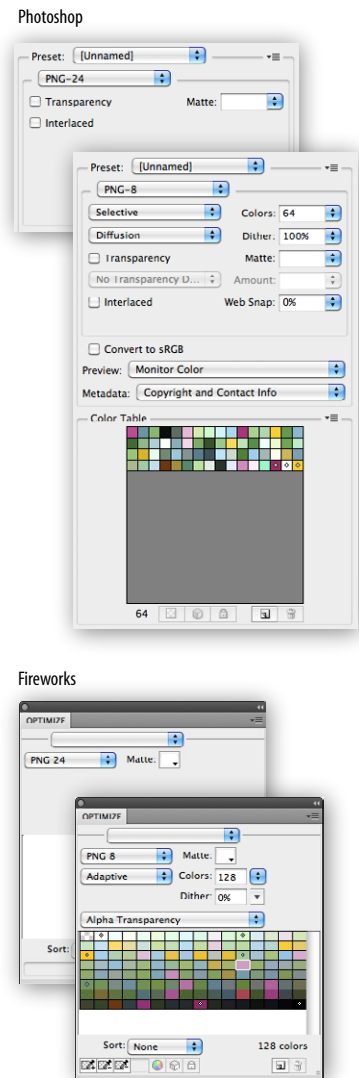 Photoshop
Preset: [Unnamed]
PNG-24
Transparency Matte:
Interlaced
Preset: [Unnamed]
PNG-8
Selective Colors: 64
Diffusion Dither: 100%
Transparency Matte:
No Transparency D... Amount:
Interlaced Web Snap: 0%
Convert to sRGB
Preview: Monitor Color
Metadata: Copyright and Contact Info
Color Table
64
Fireworks
OPTIMIZE
PNG 24 Matte:
Sort:
OPTIMIZE
PNG 8 Matte:
Adaptive Colors: 128
Dither: 0%
Alpha Transparency
Sort: None 128 colors